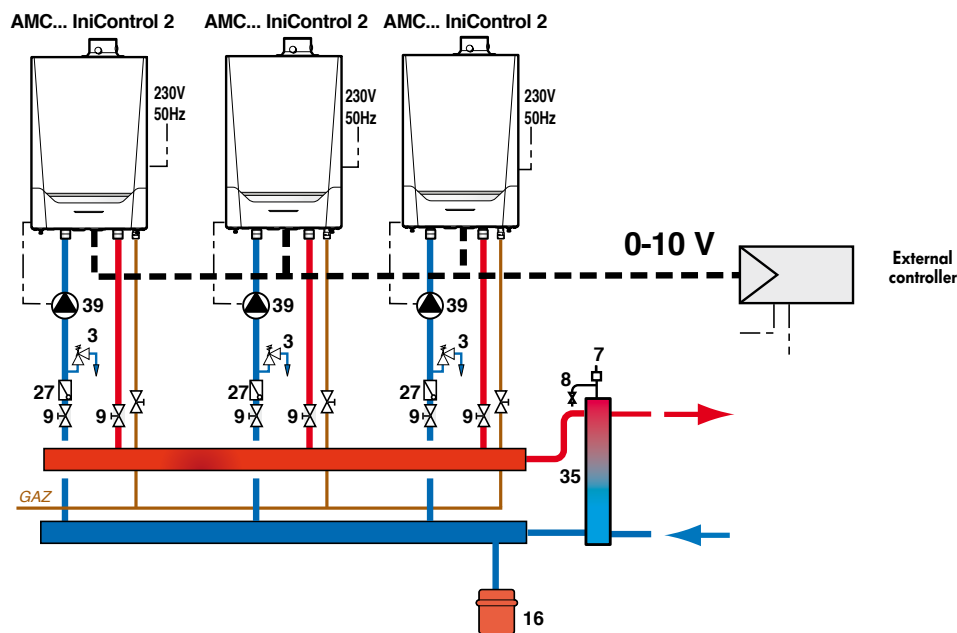 AMC... IniControl 2
AMC... IniControl 2
AMC... IniControl 2
230V
50Hz
230V
50Hz
230V
50Hz
0-10 V
External
controller
39
39
39
3
3
3
7
8
27
27
27
9
9
9
9
9
9
35
GAZ
16